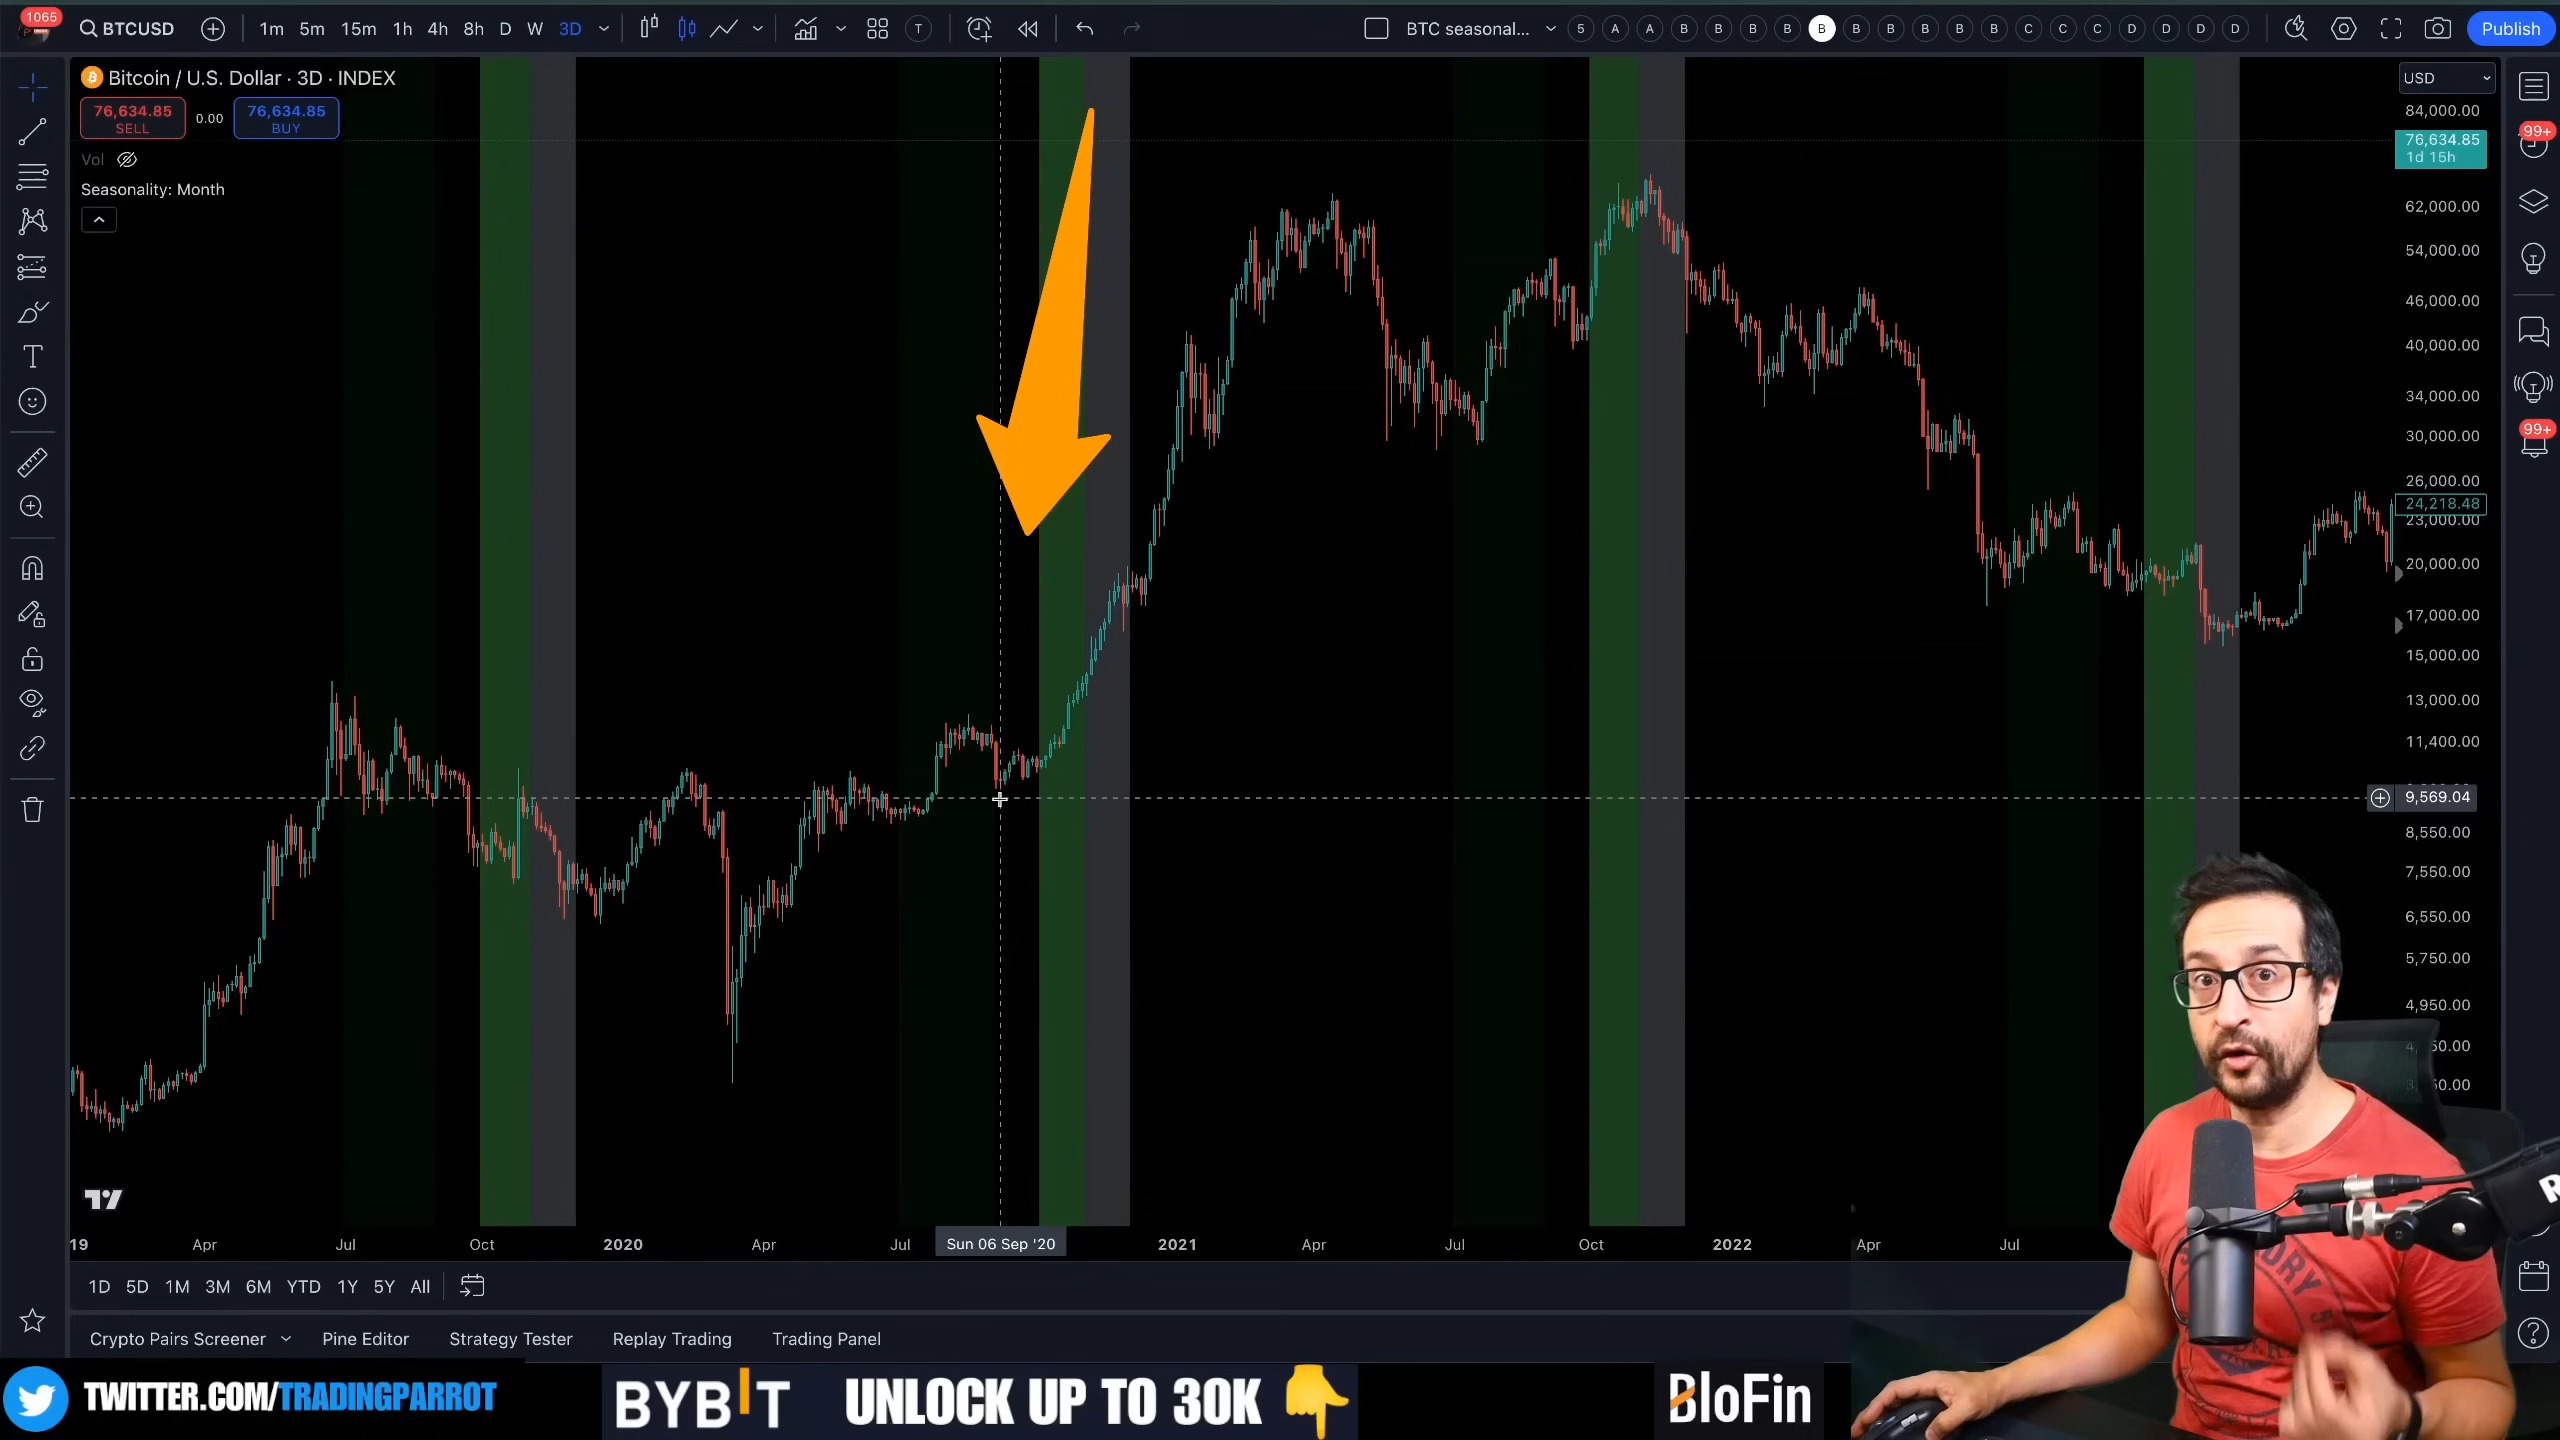 1065
BTCUSD
1m 5m 15m 1h 4h 8h D W 3D
T
BTC seasonal...
5 A A B B B B B B B B B B C C C D D D D
Publish
Bitcoin / U.S. Dollar · 3D · INDEX
76,634.85
SELL
0.00
76,634.85
BUY
Vol
Seasonality: Month
USD
84,000.00
76,634.85
1d 15h
62,000.00
54,000.00
46,000.00
40,000.00
34,000.00
30,000.00
26,000.00
24,218.48
23,000.00
20,000.00
17,000.00
15,000.00
13,000.00
11,400.00
9,569.04
8,550.00
7,550.00
6,550.00
5,750.00
4,950.00
99+
99+
19 Apr Jul Oct 2020 Apr Jul Sun 06 Sep '20 2021 Apr Jul Oct 2022 Apr Jul
1D 5D 1M 3M 6M YTD 1Y 5Y All
Crypto Pairs Screener Pine Editor Strategy Tester Replay Trading Trading Panel
TWITTER.COM/TRADINGPARROT
BYBIT UNLOCK UP TO 30K
BloFin